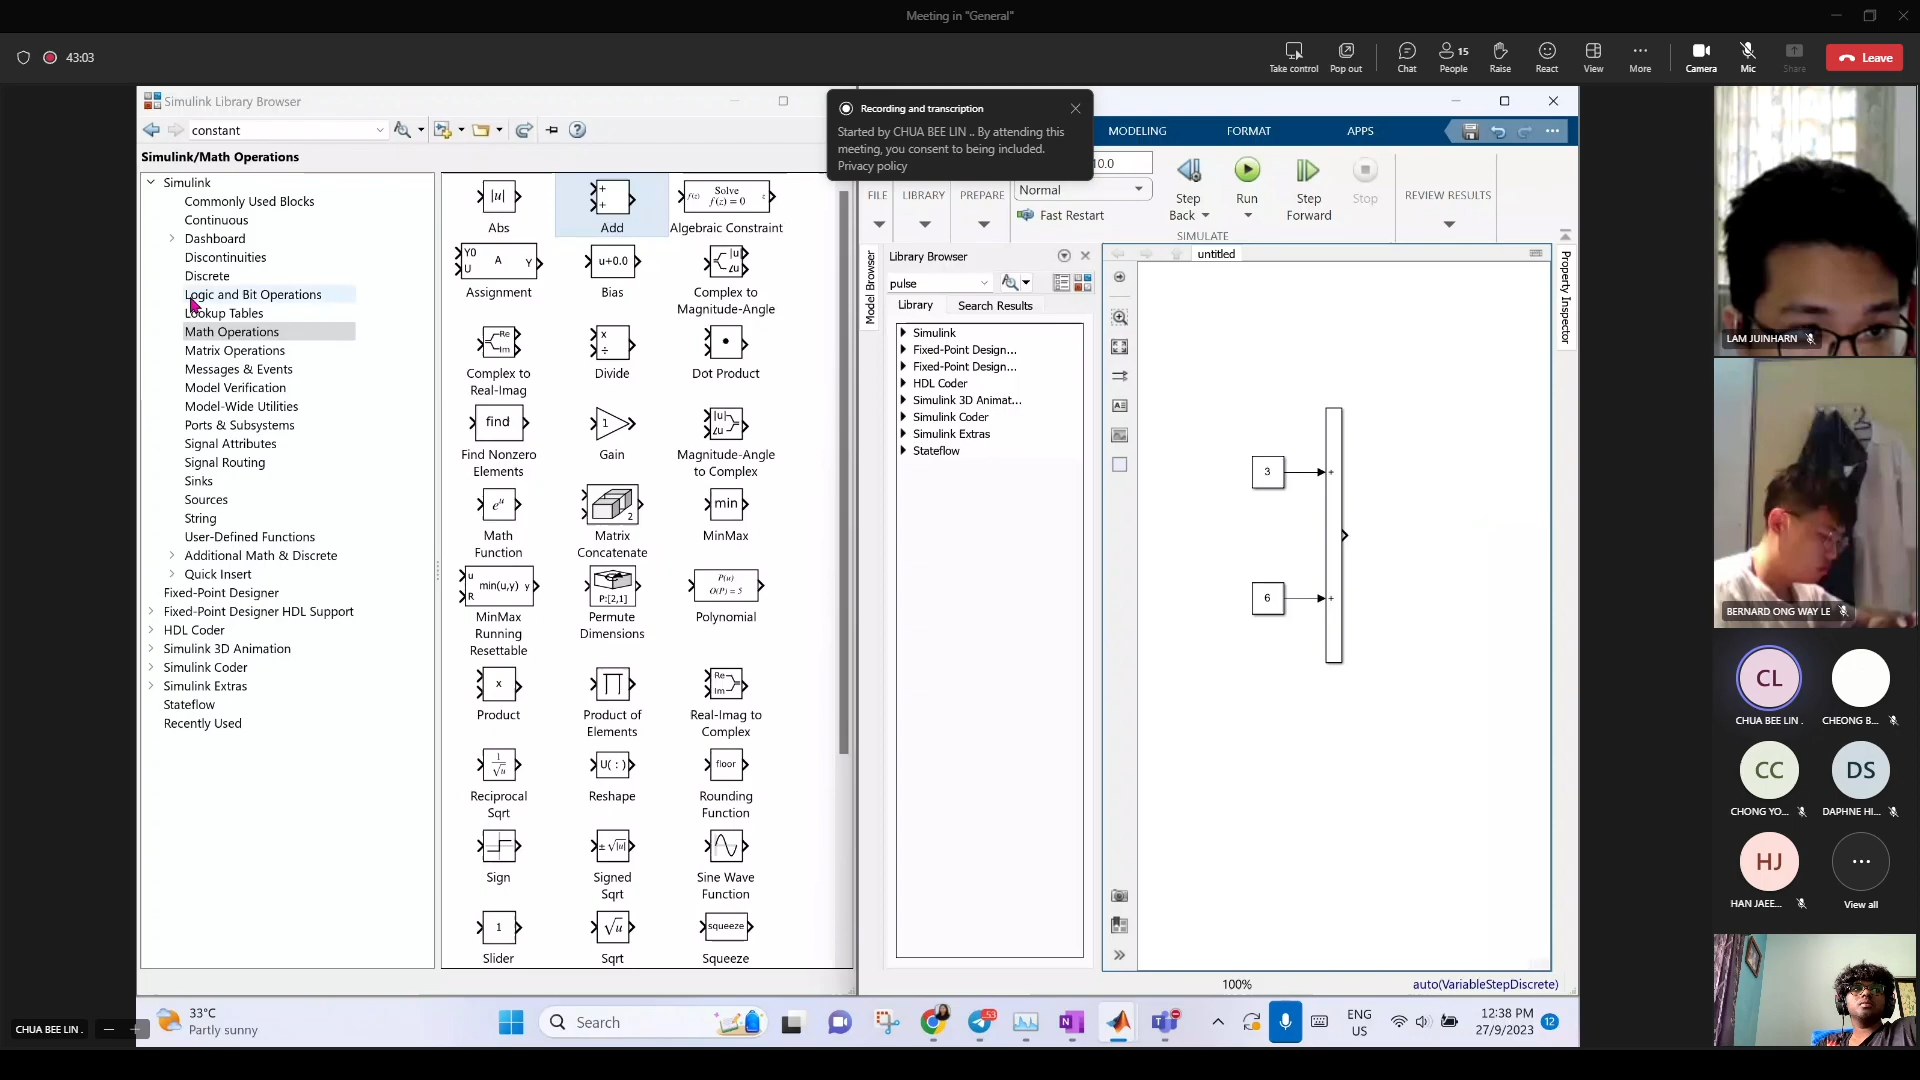 Meeting in "General"
43:03
Take control
Pop out
Chat
15
People
Raise
React
View
More
Camera
Mic
Share
Leave
Simulink Library Browser
constant
Simulink/Math Operations
Simulink
Commonly Used Blocks
Continuous
Dashboard
Discontinuities
Discrete
Logic and Bit Operations
Lookup Tables
Math Operations
Matrix Operations
Messages & Events
Model Verification
Model-Wide Utilities
Ports & Subsystems
Signal Attributes
Signal Routing
Sinks
Sources
String
User-Defined Functions
Additional Math & Discrete
Quick Insert
Fixed-Point Designer
Fixed-Point Designer HDL Support
HDL Coder
Simulink 3D Animation
Simulink Coder
Simulink Extras
Stateflow
Recently Used
|u|
Abs
+
+
Add
f(z)
Solve
f(z) = 0
z
Algebraic Constraint
Y0
U
A
Y
Assignment
u+0.0
Bias
|u|
∠u
Complex to
Magnitude-Angle
Re
Im
Complex to
Real-Imag
×
÷
Divide
Dot Product
find
Find Nonzero
Elements
1
Gain
|u|
∠u
Magnitude-Angle
to Complex
eᵘ
Math
Function
2
Matrix
Concatenate
min
MinMax
u
R
min(u,y)
y
MinMax
Running
Resettable
P:[2,1]
Permute
Dimensions
P(u)
O(P) = 5
Polynomial
×
Product
∏
Product of
Elements
Re
Im
Real-Imag to
Complex
1
√u
Reciprocal
Sqrt
U( : )
Reshape
floor
Rounding
Function
Sign
±√|u|
Signed
Sqrt
Sine Wave
Function
1
Slider
√u
Sqrt
squeeze
Squeeze
Recording and transcription
Started by CHUA BEE LIN .. By attending this
meeting, you consent to being included.
Privacy policy
MODELING
FORMAT
APPS
FILE
LIBRARY
PREPARE
10.0
Normal
Fast Restart
Step
Back
Run
Step
Forward
Stop
SIMULATE
REVIEW RESULTS
Model Browser
Library Browser
pulse
Library
Search Results
Simulink
Fixed-Point Design...
Fixed-Point Design...
HDL Coder
Simulink 3D Animat...
Simulink Coder
Simulink Extras
Stateflow
untitled
Property Inspector
3
+
6
+
100%
auto(VariableStepDiscrete)
LAM JUINHARN
BERNARD ONG WAY LE
CL
CHUA BEE LIN .
CHEONG B...
CC
CHONG YO...
DS
DAPHNE HI...
HJ
HAN JAEE...
View all
CHUA BEE LIN .
33°C
Partly sunny
Search
53
ENG
US
12:38 PM
27/9/2023
12